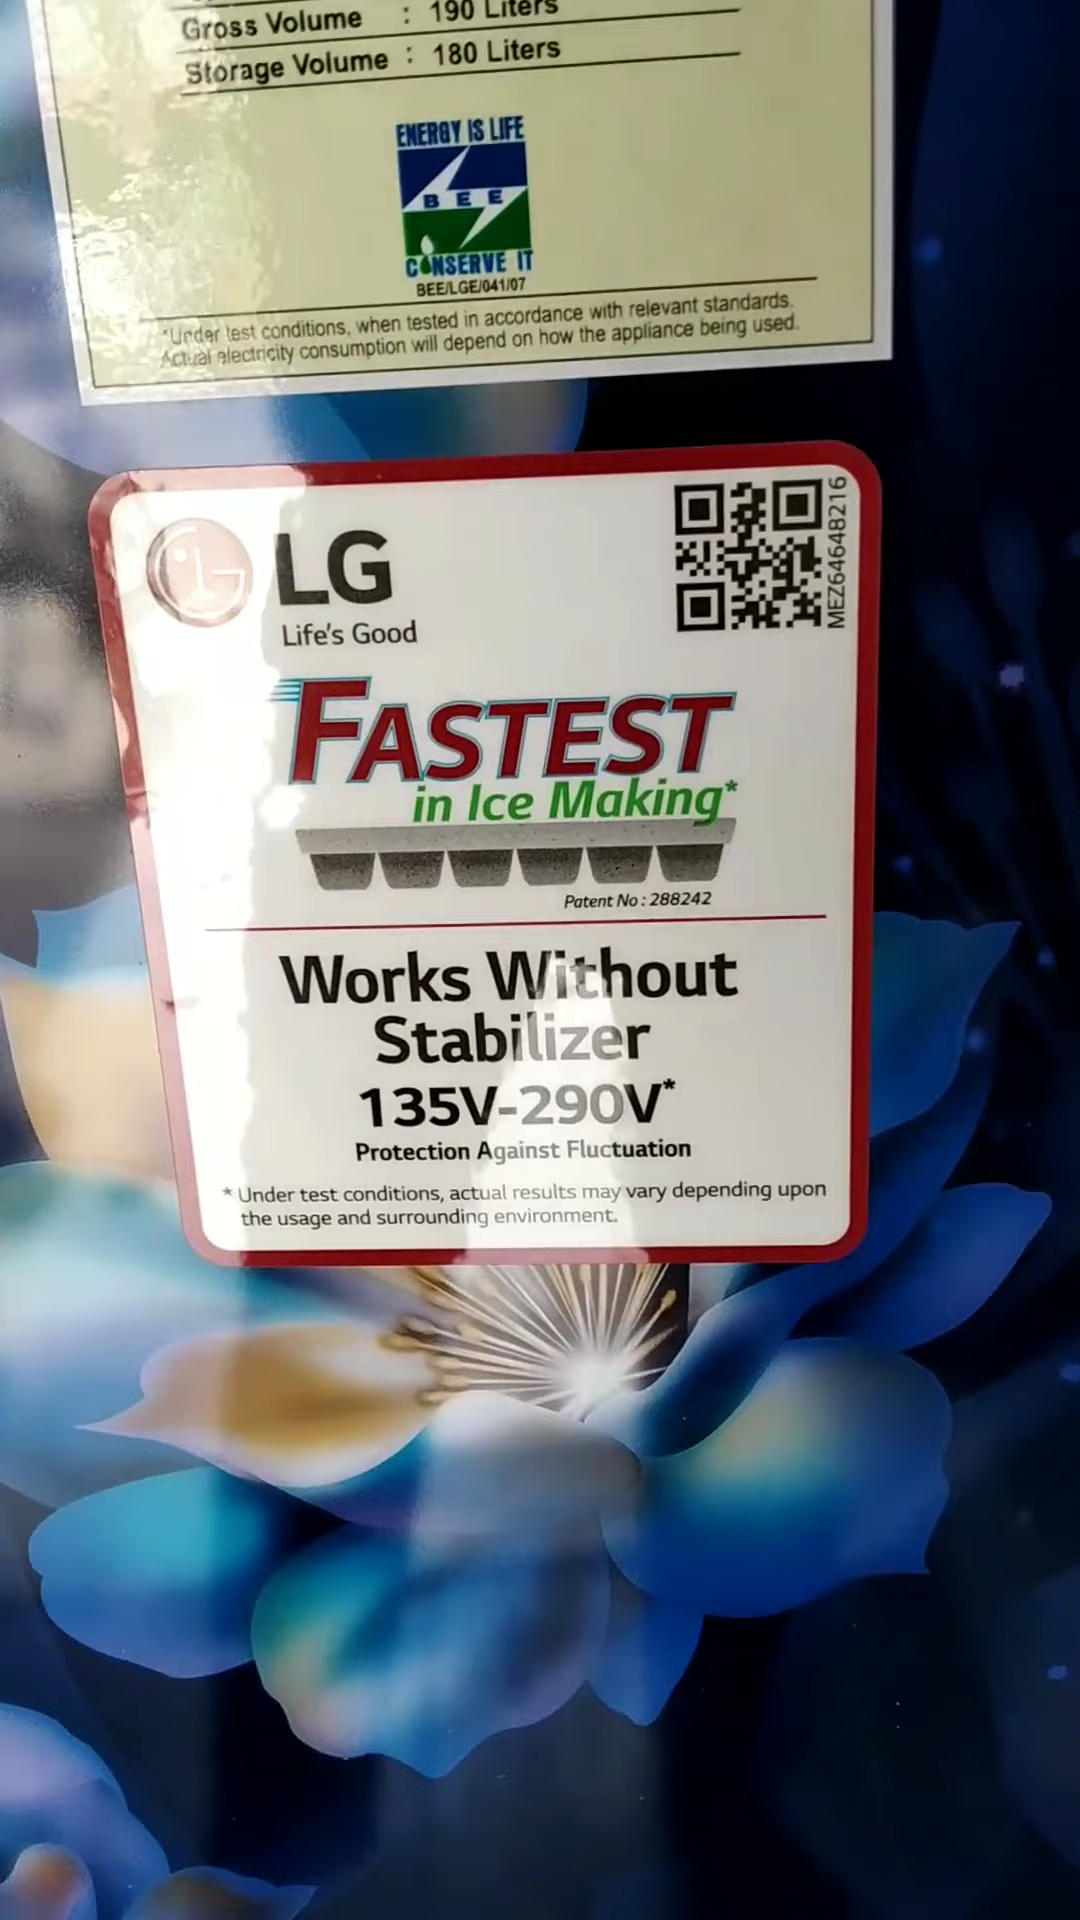 Gross Volume : 190 Liters
Storage Volume : 180 Liters
ENERGY IS LIFE
BEE
CONSERVE IT
BEE/LGE/041/07
*Under test conditions, when tested in accordance with relevant standards.
Actual electricity consumption will depend on how the appliance being used.
LG
Life's Good
MEZ64648216
FASTEST
in Ice Making*
Patent No : 288242
Works Without
Stabilizer
135V-290V*
Protection Against Fluctuation
* Under test conditions, actual results may vary depending upon
the usage and surrounding environment.